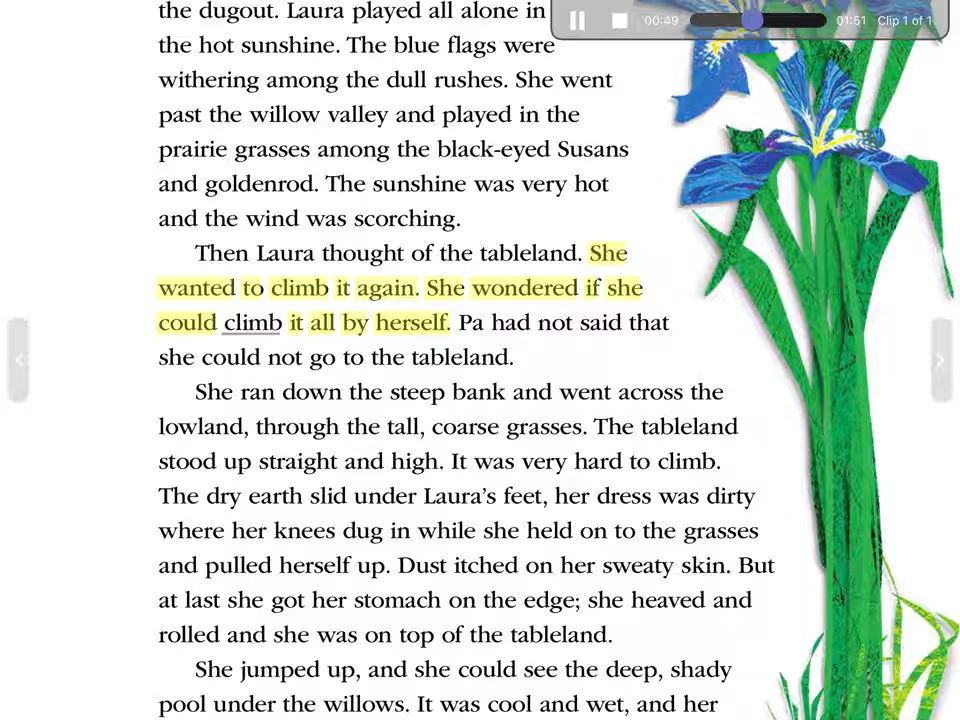 the dugout. Laura played all alone in
00:49 01:51 Clip 1 of 1
the hot sunshine. The blue flags were
withering among the dull rushes. She went
past the willow valley and played in the
prairie grasses among the black-eyed Susans
and goldenrod. The sunshine was very hot
and the wind was scorching.
Then Laura thought of the tableland. She
wanted to climb it again. She wondered if she
could climb it all by herself. Pa had not said that
she could not go to the tableland.
She ran down the steep bank and went across the
lowland, through the tall, coarse grasses. The tableland
stood up straight and high. It was very hard to climb.
The dry earth slid under Laura’s feet, her dress was dirty
where her knees dug in while she held on to the grasses
and pulled herself up. Dust itched on her sweaty skin. But
at last she got her stomach on the edge; she heaved and
rolled and she was on top of the tableland.
She jumped up, and she could see the deep, shady
pool under the willows. It was cool and wet, and her